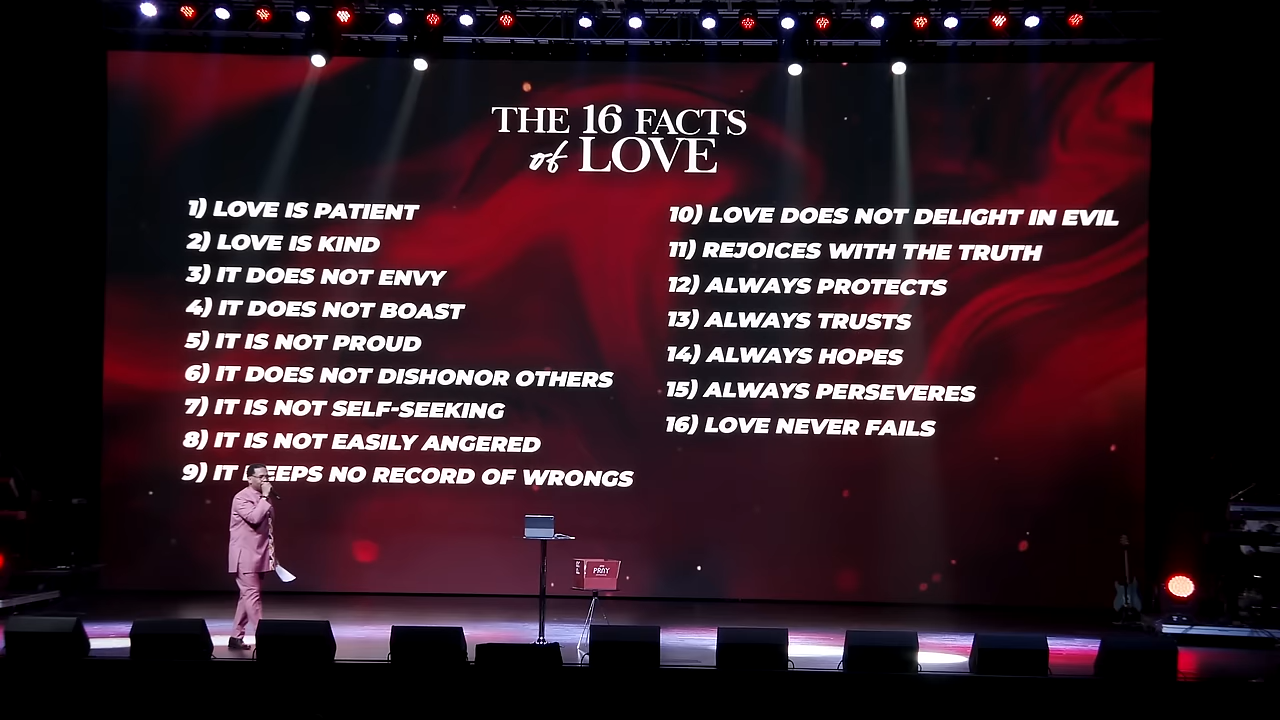 THE 16 FACTS
of LOVE
1) LOVE IS PATIENT
2) LOVE IS KIND
3) IT DOES NOT ENVY
4) IT DOES NOT BOAST
5) IT IS NOT PROUD
6) IT DOES NOT DISHONOR OTHERS
7) IT IS NOT SELF-SEEKING
8) IT IS NOT EASILY ANGERED
9) IT KEEPS NO RECORD OF WRONGS
10) LOVE DOES NOT DELIGHT IN EVIL
11) REJOICES WITH THE TRUTH
12) ALWAYS PROTECTS
13) ALWAYS TRUSTS
14) ALWAYS HOPES
15) ALWAYS PERSEVERES
16) LOVE NEVER FAILS
PRAY